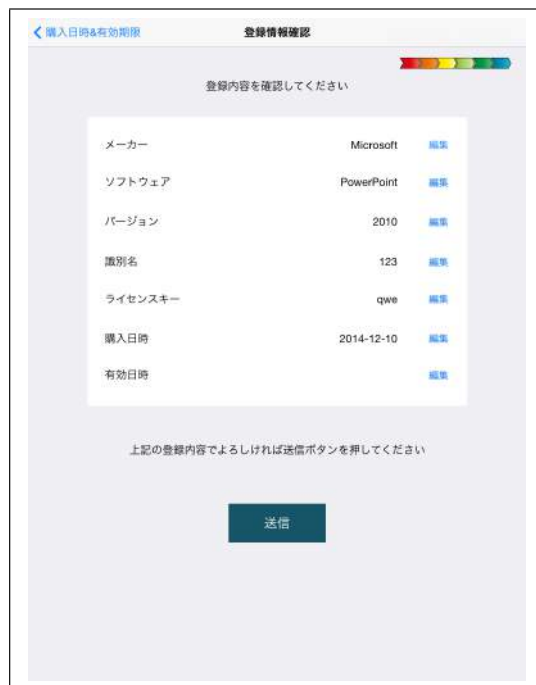 購入日時&有効期限 登録情報確認
登録内容を確認してください
メーカー Microsoft 編集
ソフトウェア PowerPoint 編集
バージョン 2010 編集
識別名 123 編集
ライセンスキー qwe 編集
購入日時 2014-12-10 編集
有効日時 編集
上記の登録内容でよろしければ送信ボタンを押してください
送信